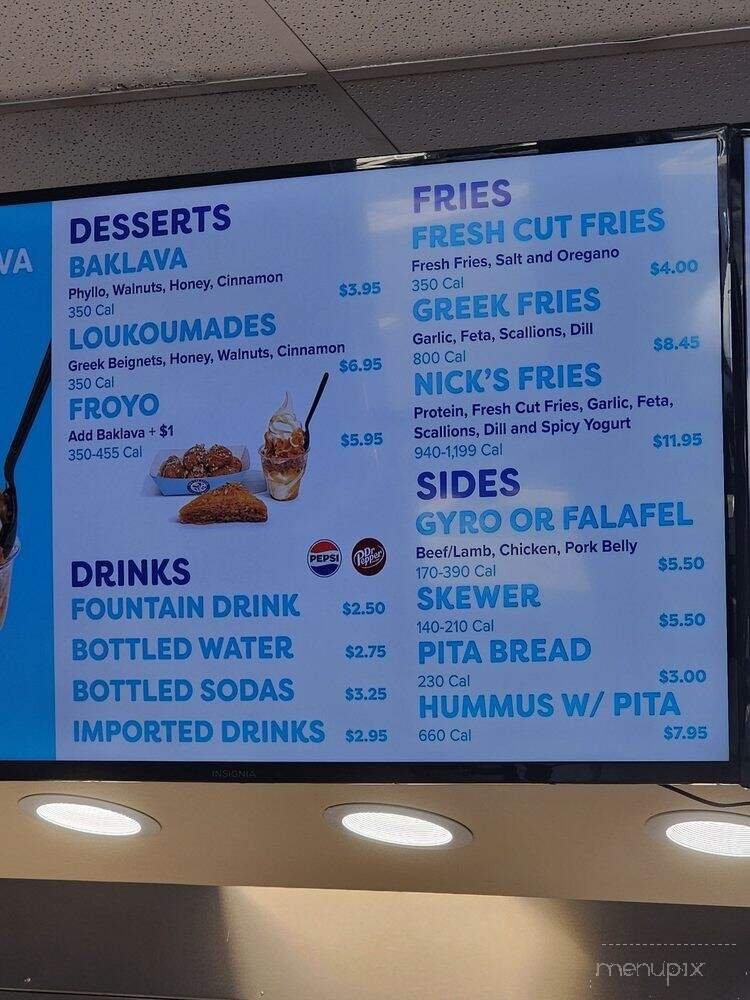 VA
DESSERTS
BAKLAVA
Phyllo, Walnuts, Honey, Cinnamon
350 Cal
$3.95
LOUKOUMADES
Greek Beignets, Honey, Walnuts, Cinnamon
350 Cal
$6.95
FROYO
Add Baklava + $1
350-455 Cal
$5.95
DRINKS
PEPSI
Dr Pepper
FOUNTAIN DRINK $2.50
BOTTLED WATER $2.75
BOTTLED SODAS $3.25
IMPORTED DRINKS $2.95
FRIES
FRESH CUT FRIES
Fresh Fries, Salt and Oregano
350 Cal
$4.00
GREEK FRIES
Garlic, Feta, Scallions, Dill
800 Cal
$8.45
NICK'S FRIES
Protein, Fresh Cut Fries, Garlic, Feta,
Scallions, Dill and Spicy Yogurt
940-1,199 Cal
$11.95
SIDES
GYRO OR FALAFEL
Beef/Lamb, Chicken, Pork Belly
170-390 Cal
$5.50
SKEWER
140-210 Cal
$5.50
PITA BREAD
230 Cal
$3.00
HUMMUS W/ PITA
660 Cal
$7.95
INSIGNIA
menupix